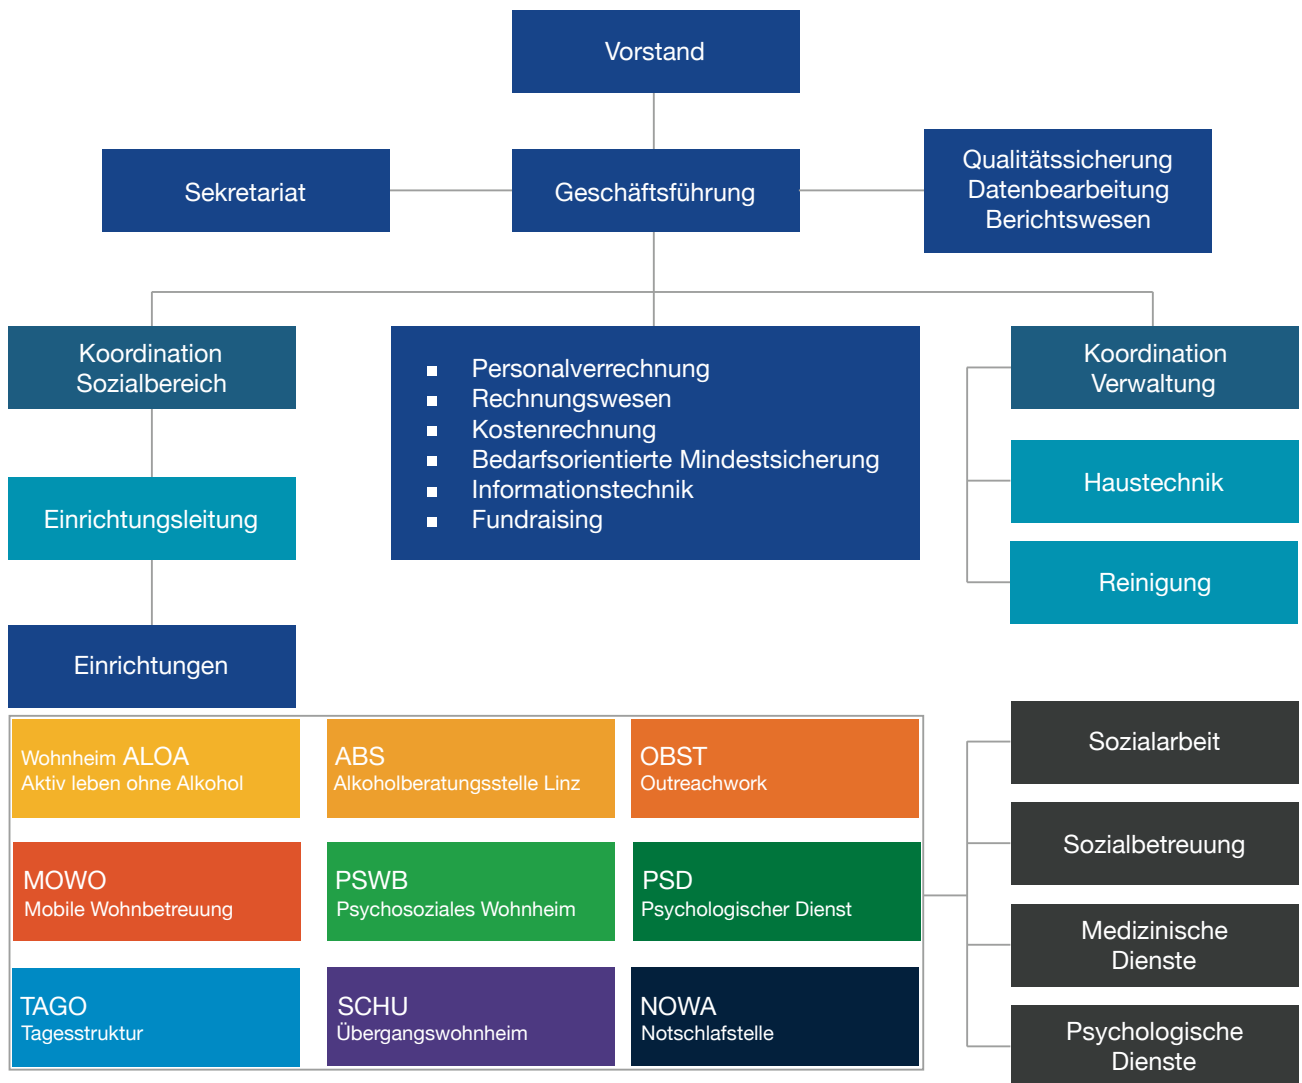 Vorstand
Sekretariat
Geschäftsführung
Qualitätssicherung
Datenbearbeitung
Berichtswesen
Koordination
Sozialbereich
Personalverrechnung
Rechnungswesen
Kostenrechnung
Bedarfsorientierte Mindestsicherung
Informationstechnik
Fundraising
Koordination
Verwaltung
Haustechnik
Einrichtungsleitung
Reinigung
Einrichtungen
Wohnheim ALOA
Aktiv leben ohne Alkohol
ABS
Alkoholberatungsstelle Linz
OBST
Outreachwork
MOWO
Mobile Wohnbetreuung
PSWB
Psychosoziales Wohnheim
PSD
Psychologischer Dienst
TAGO
Tagesstruktur
SCHU
Übergangswohnheim
NOWA
Notschlafstelle
Sozialarbeit
Sozialbetreuung
Medizinische
Dienste
Psychologische
Dienste